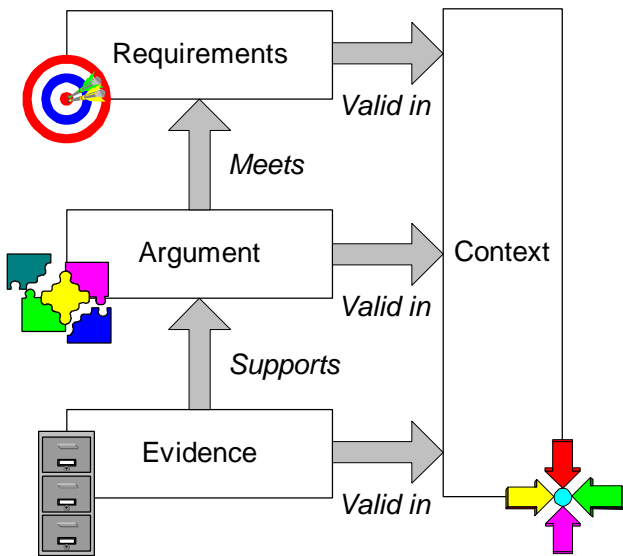 Requirements
Valid in
Meets
Argument
Context
Valid in
Supports
Evidence
Valid in